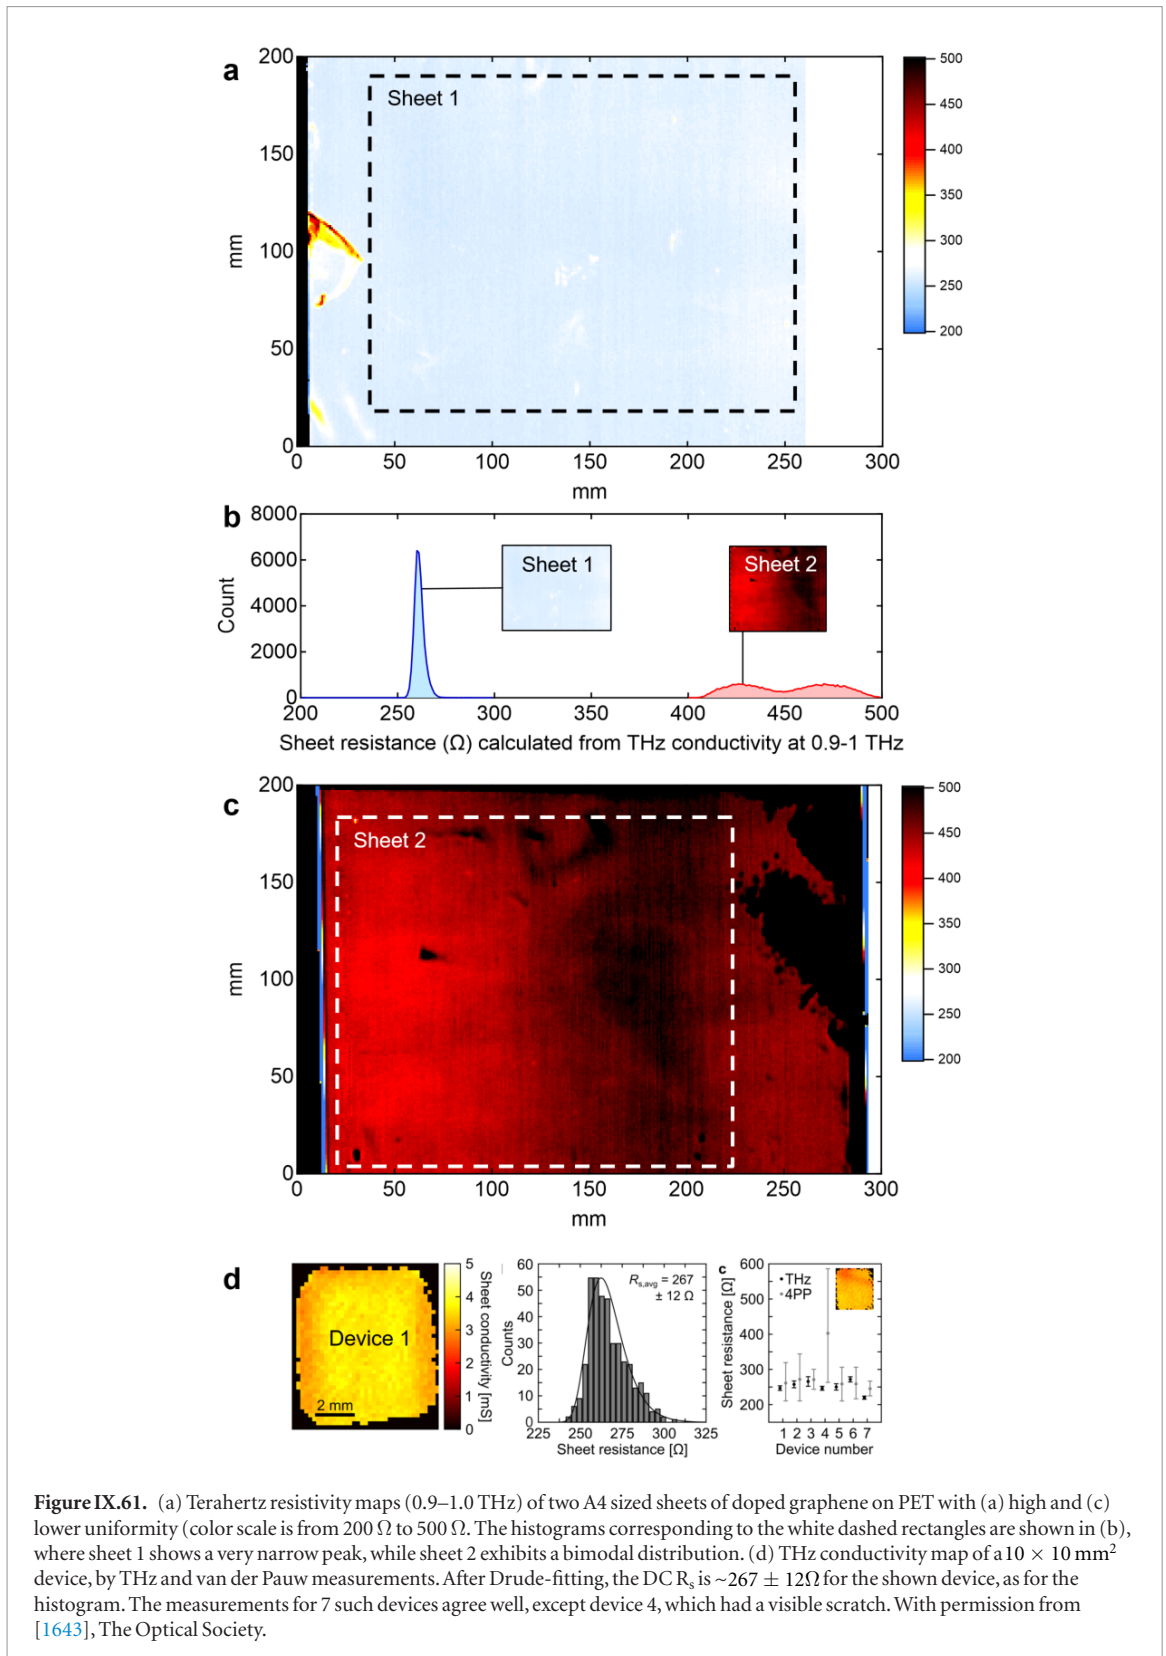 a
Sheet 1
200
150
100
50
0
mm
0 50 100 150 200 250 300
mm
500
450
400
350
300
250
200
b
8000
6000
4000
2000
0
Count
Sheet 1
Sheet 2
200 250 300 350 400 450 500
Sheet resistance (Ω) calculated from THz conductivity at 0.9-1 THz
c
Sheet 2
200
150
100
50
0
mm
0 50 100 150 200 250 300
mm
500
450
400
350
300
250
200
d
Device 1
2 mm
5
4
3
2
1
0
Sheet conductivity [mS]
60
50
40
30
20
10
0
Counts
Rs,avg = 267
± 12 Ω
225 250 275 300 325
Sheet resistance [Ω]
c
600
500
400
300
200
Sheet resistance [Ω]
THz
4PP
1 2 3 4 5 6 7
Device number
Figure IX.61. (a) Terahertz resistivity maps (0.9–1.0 THz) of two A4 sized sheets of doped graphene on PET with (a) high and (c)
lower uniformity (color scale is from 200 Ω to 500 Ω. The histograms corresponding to the white dashed rectangles are shown in (b),
where sheet 1 shows a very narrow peak, while sheet 2 exhibits a bimodal distribution. (d) THz conductivity map of a 10 × 10 mm²
device, by THz and van der Pauw measurements. After Drude-fitting, the DC Rs is ~267 ± 12Ω for the shown device, as for the
histogram. The measurements for 7 such devices agree well, except device 4, which had a visible scratch. With permission from
[1643], The Optical Society.